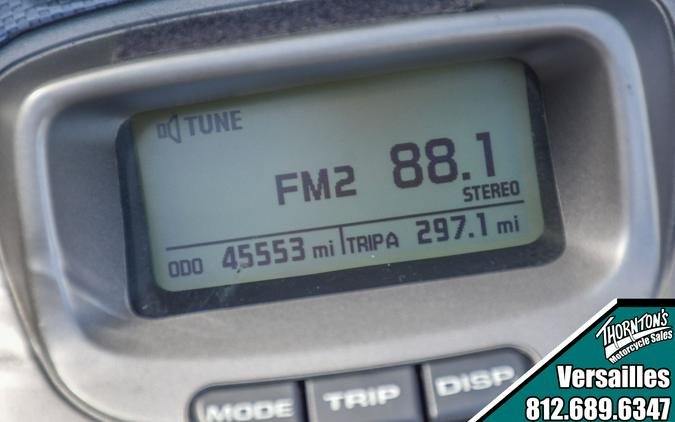 TUNE
FM2 88.1
STEREO
ODO 45553 mi TRIP A 297.1 mi
MODE TRIP DISP
THORNTON'S
Motorcycle Sales
Versailles
812.689.6347